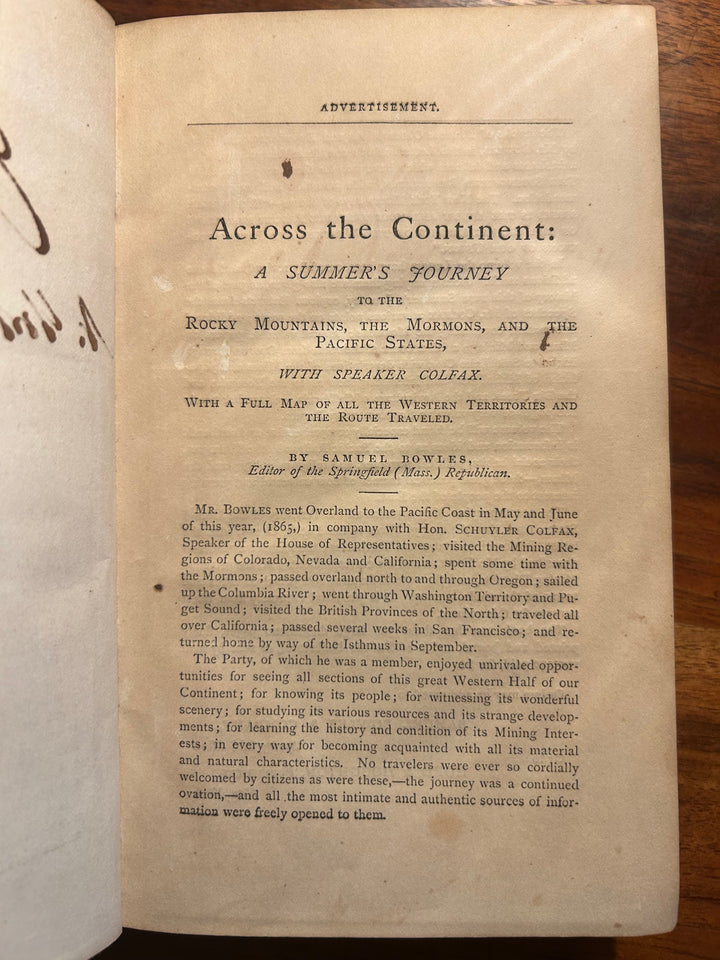 ADVERTISEMENT.
Across the Continent:
A SUMMER'S JOURNEY
TO THE
ROCKY MOUNTAINS, THE MORMONS, AND THE
PACIFIC STATES,
WITH SPEAKER COLFAX.
WITH A FULL MAP OF ALL THE WESTERN TERRITORIES AND
THE ROUTE TRAVELED.
BY SAMUEL BOWLES,
Editor of the Springfield (Mass.) Republican.
MR. BOWLES went Overland to the Pacific Coast in May and June
of this year, (1865,) in company with Hon. SCHUYLER COLFAX,
Speaker of the House of Representatives; visited the Mining Re-
gions of Colorado, Nevada and California; spent some time with
the Mormons; passed overland north to and through Oregon; sailed
up the Columbia River; went through Washington Territory and Pu-
get Sound; visited the British Provinces of the North; traveled all
over California; passed several weeks in San Francisco; and re-
turned home by way of the Isthmus in September.
The Party, of which he was a member, enjoyed unrivaled oppor-
tunities for seeing all sections of this great Western Half of our
Continent; for knowing its people; for witnessing its wonderful
scenery; for studying its various resources and its strange develop-
ments; for learning the history and condition of its Mining Inter-
ests; in every way for becoming acquainted with all its material
and natural characteristics. No travelers were ever so cordially
welcomed by citizens as were these,—the journey was a continued
ovation,—and all the most intimate and authentic sources of infor-
mation were freely opened to them.